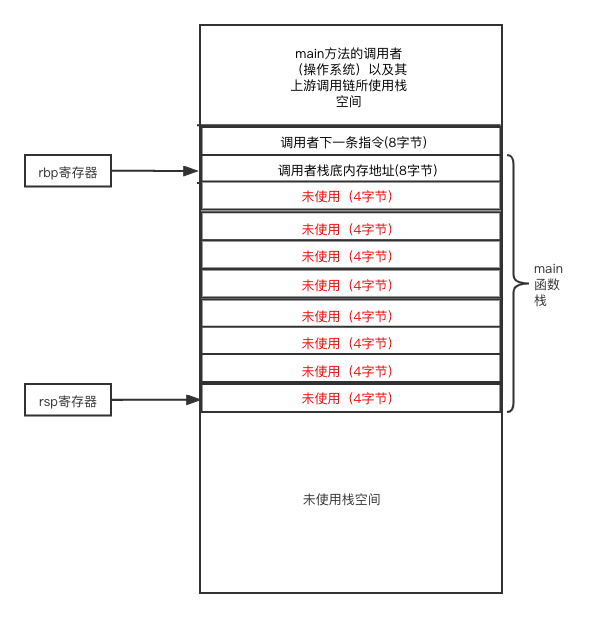 main方法的调用者
（操作系统）以及其
上游调用链所使用栈
空间
调用者下一条指令(8字节)
rbp寄存器
调用者栈底内存地址(8字节)
未使用（4字节)
未使用（4字节)
未使用（4字节)
main
函数
栈
未使用（4字节)
未使用（4字节)
未使用（4字节)
未使用（4字节)
rsp寄存器
未使用（4字节)
未使用栈空间